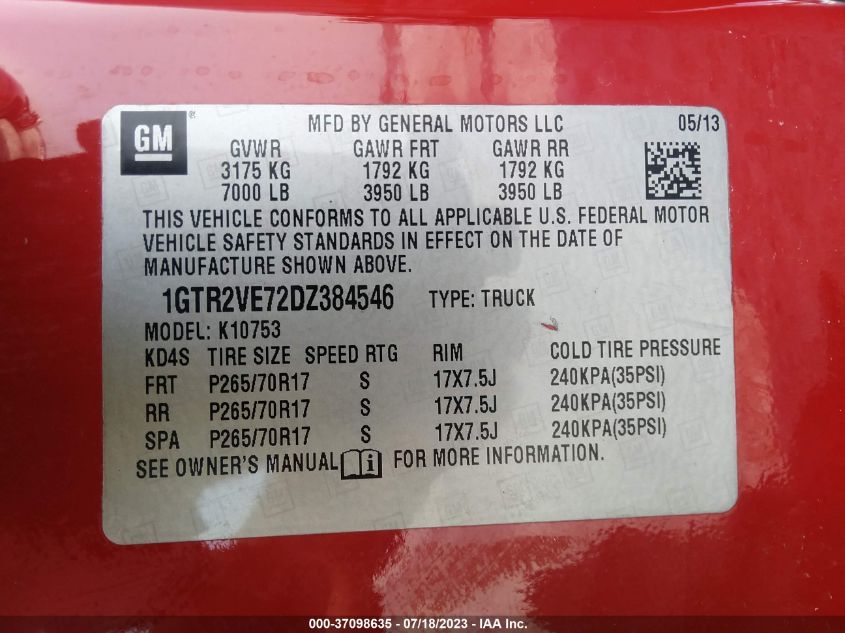 GM®
MFD BY GENERAL MOTORS LLC 05/13
GVWR GAWR FRT GAWR RR
3175 KG 1792 KG 1792 KG
7000 LB 3950 LB 3950 LB
THIS VEHICLE CONFORMS TO ALL APPLICABLE U.S. FEDERAL MOTOR
VEHICLE SAFETY STANDARDS IN EFFECT ON THE DATE OF
MANUFACTURE SHOWN ABOVE.
1GTR2VE72DZ384546 TYPE: TRUCK
MODEL: K10753
KD4S TIRE SIZE SPEED RTG RIM COLD TIRE PRESSURE
FRT P265/70R17 S 17X7.5J 240KPA(35PSI)
RR P265/70R17 S 17X7.5J 240KPA(35PSI)
SPA P265/70R17 S 17X7.5J 240KPA(35PSI)
SEE OWNER'S MANUAL i FOR MORE INFORMATION.
000-37098635 - 07/18/2023 - IAA Inc.